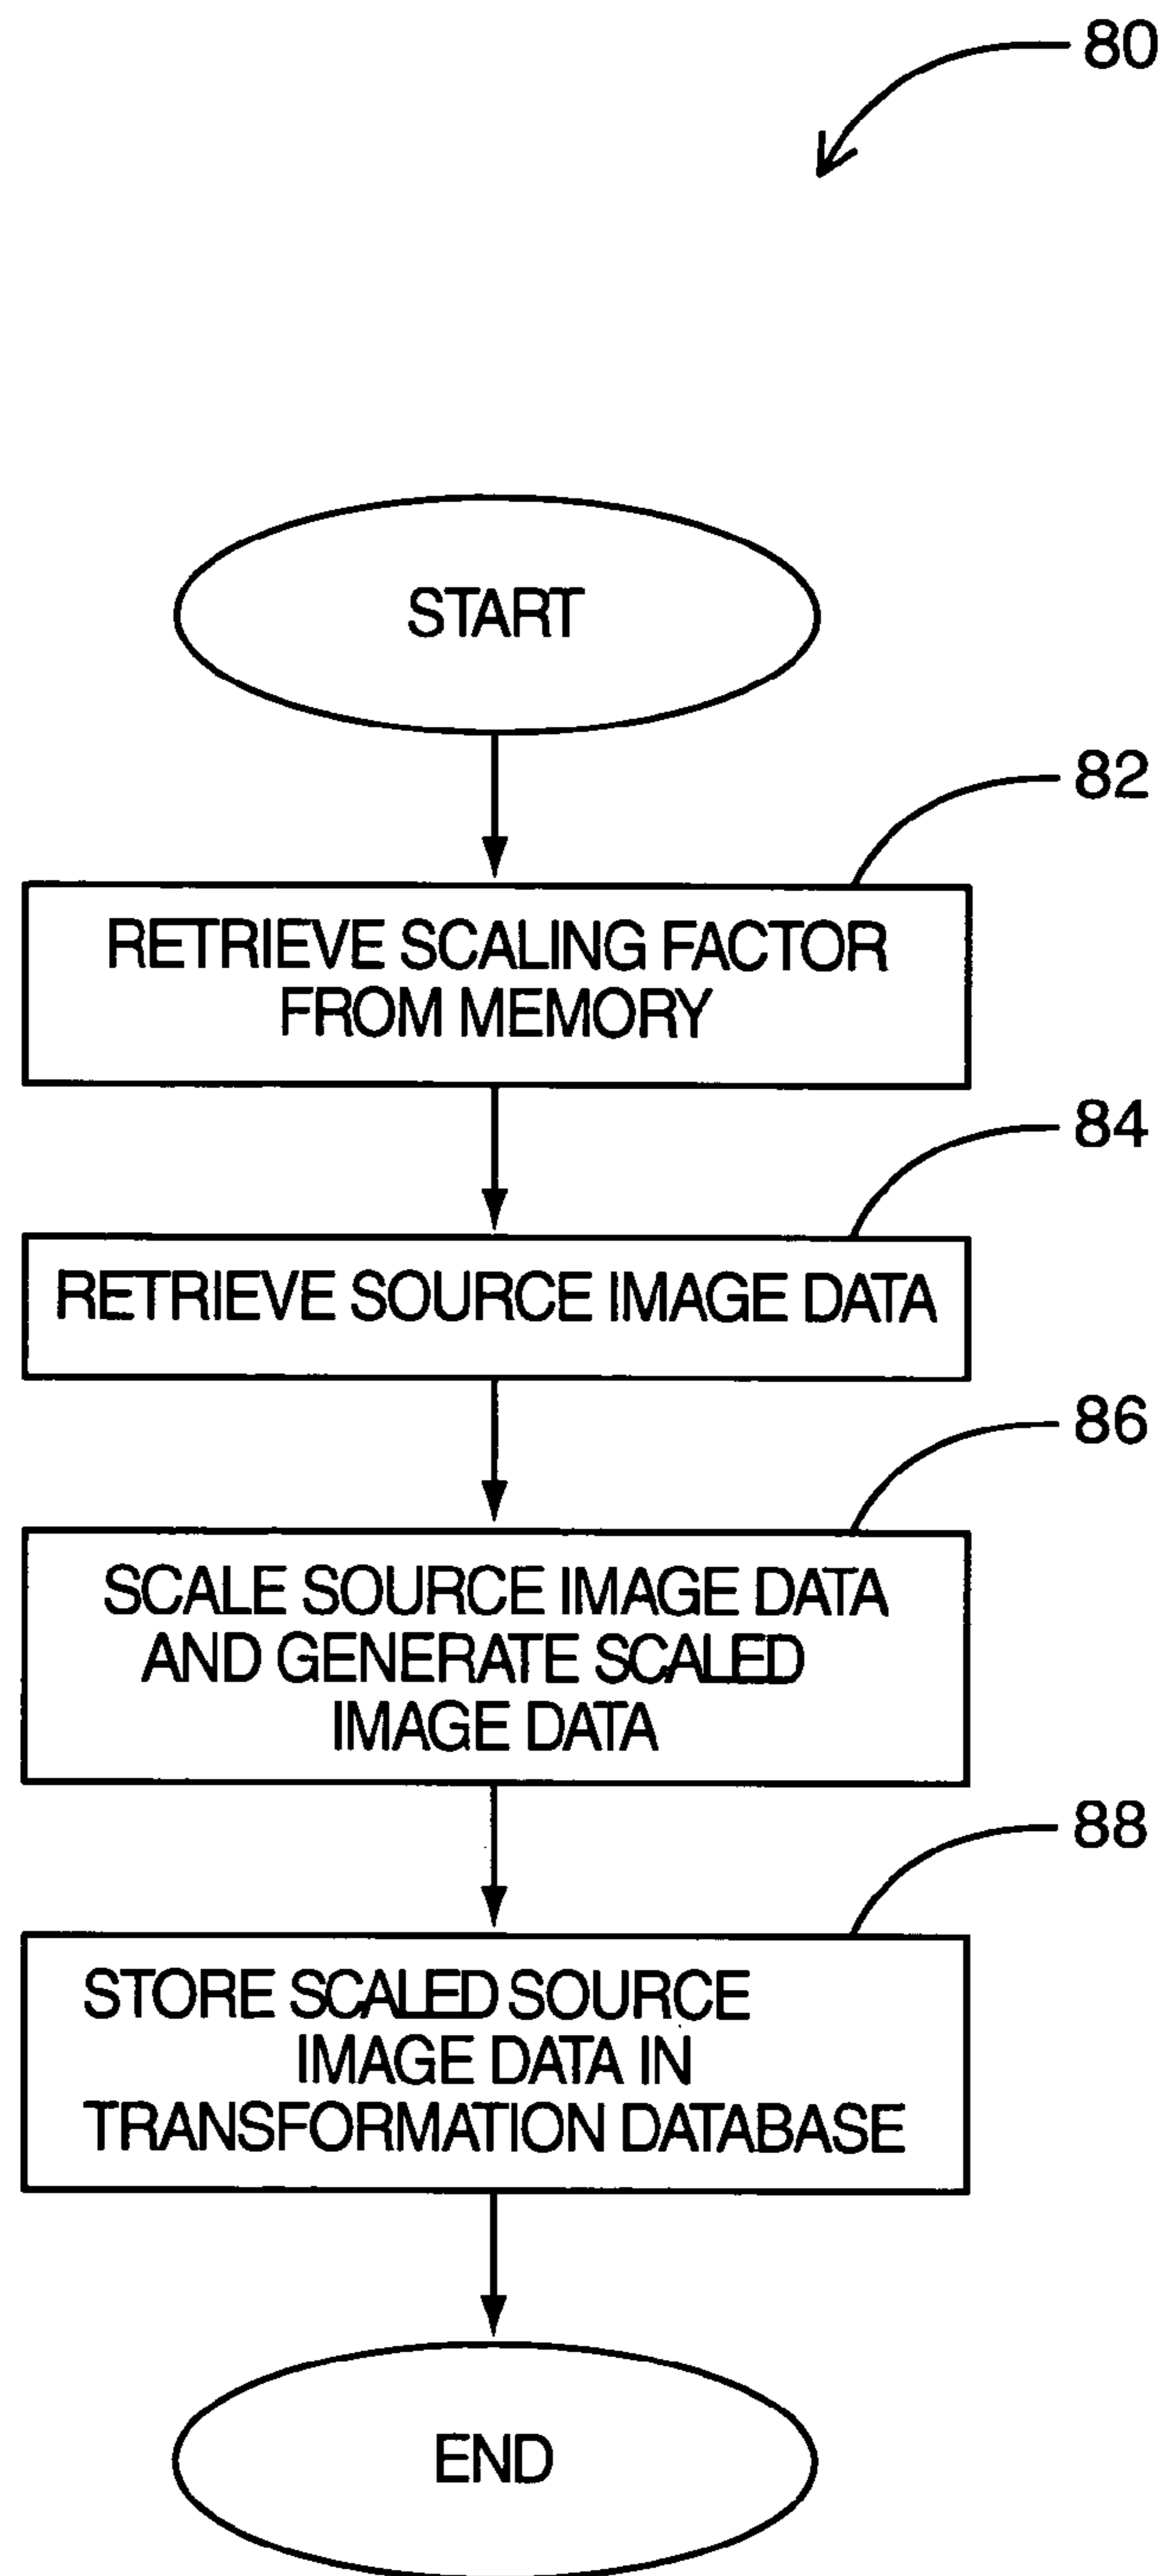 80
START
82
RETRIEVE SCALING FACTOR
FROM MEMORY
84
RETRIEVE SOURCE IMAGE DATA
86
SCALE SOURCE IMAGE DATA
AND GENERATE SCALED
IMAGE DATA
88
STORE SCALED SOURCE
IMAGE DATA IN
TRANSFORMATION DATABASE
END